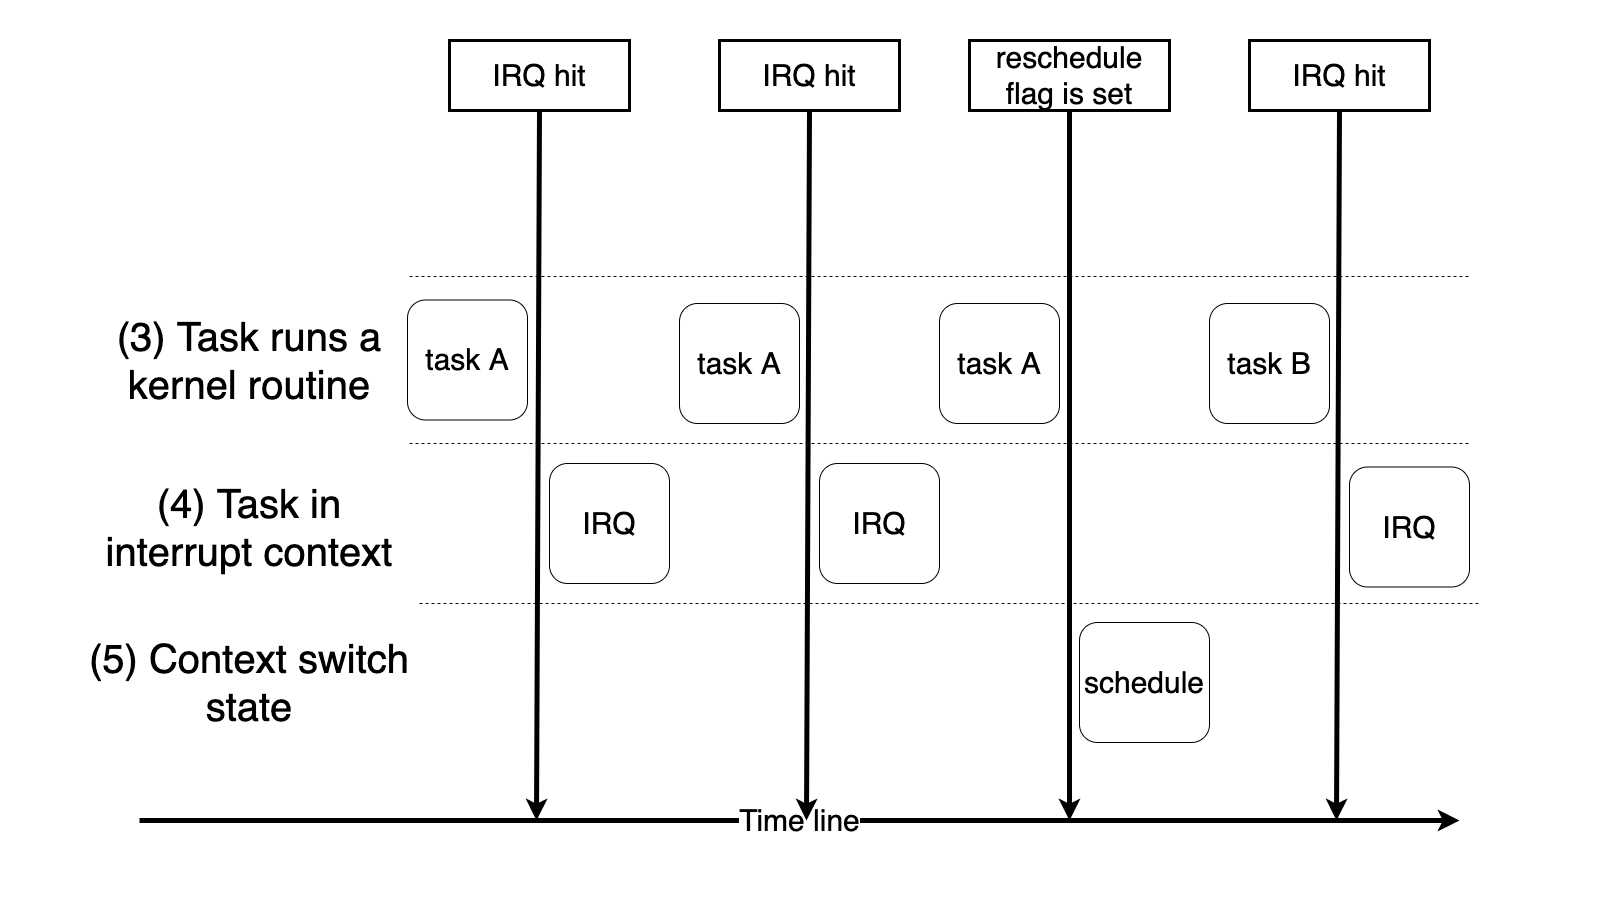 IRQ hit
IRQ hit
reschedule
flag is set
IRQ hit
(3) Task runs a
kernel routine
task A
task A
task A
task B
(4) Task in
interrupt context
IRQ
IRQ
IRQ
(5) Context switch
state
schedule
Time line